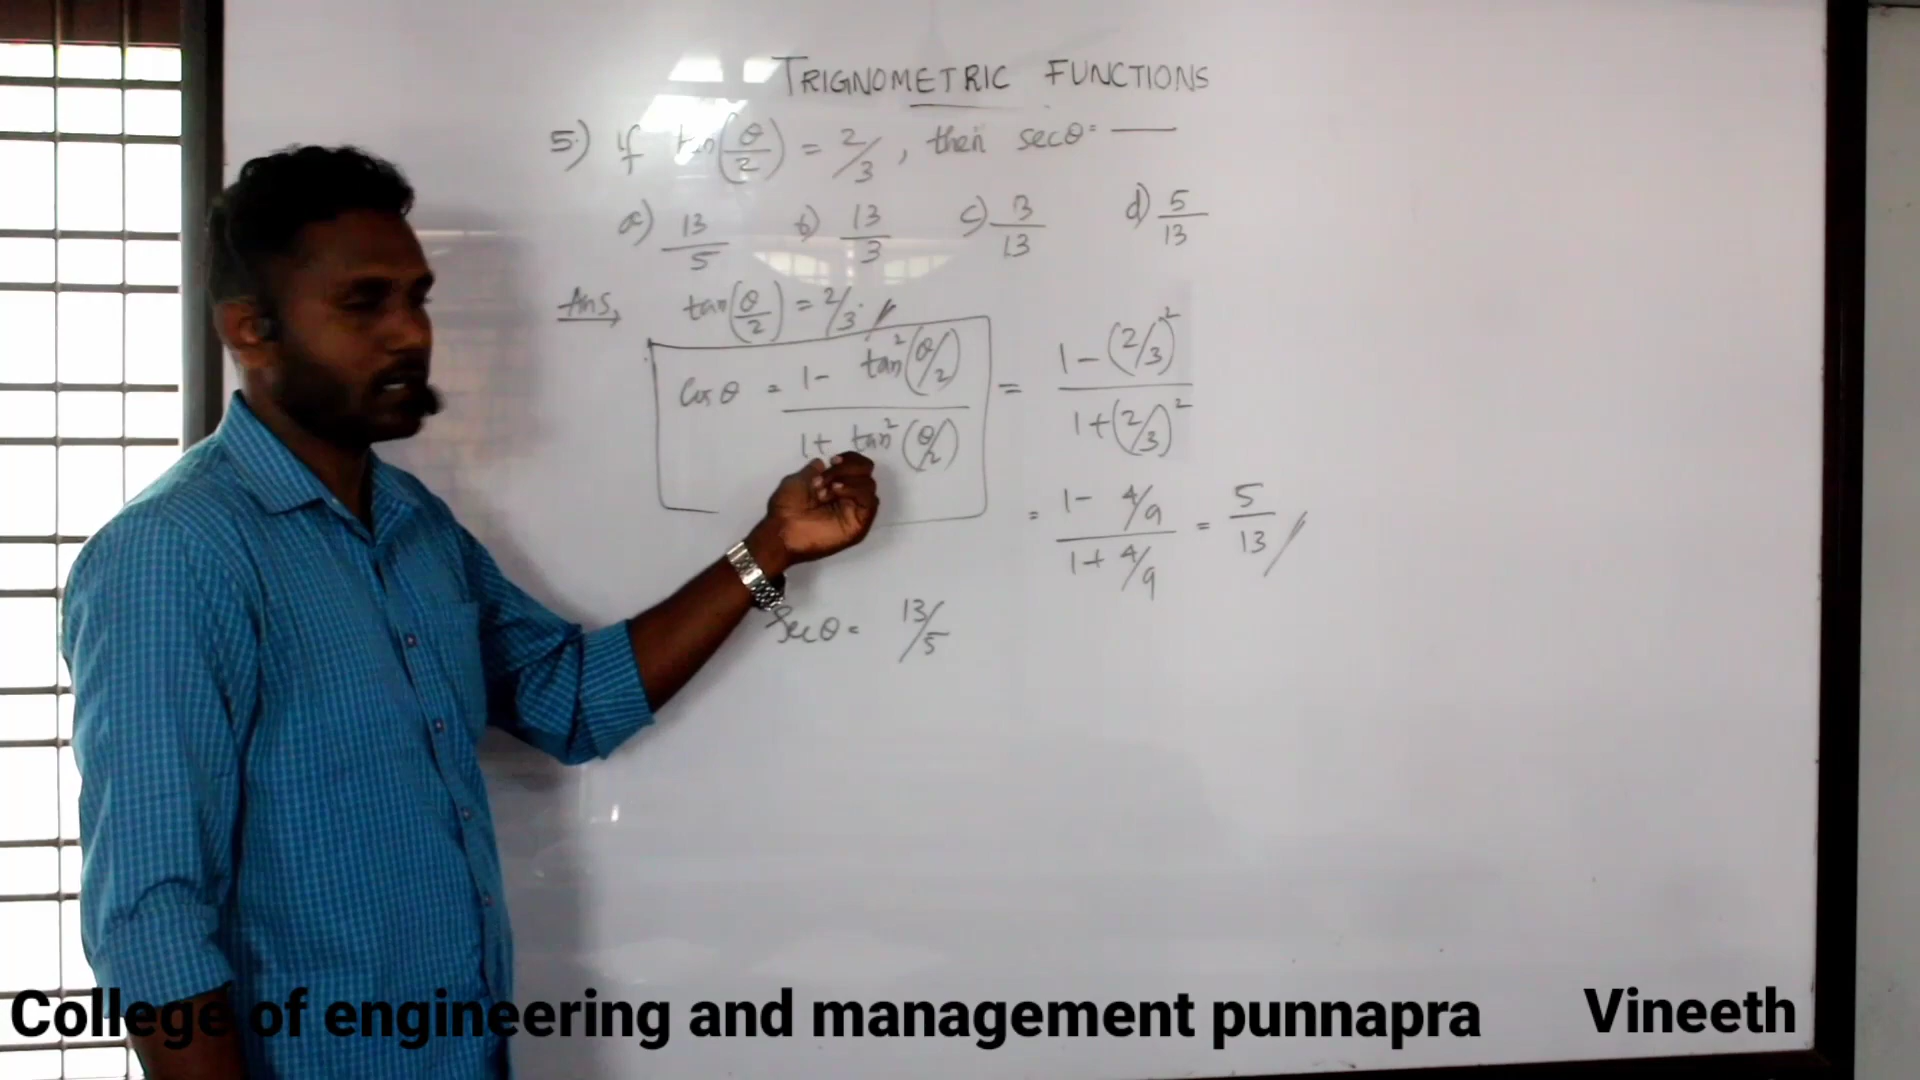 TRIGNOMETRIC FUNCTIONS
5) If tan(θ/2) = 2/3, then secθ = —
a) 13/5 b) 13/3 c) 3/13 d) 5/13
Ans, tan(θ/2) = 2/3.
Cosθ = (1 - tan²(θ/2))/(1 + tan²(θ/2)) = (1 - (2/3)²)/(1 + (2/3)²)
= (1 - 4/9)/(1 + 4/9) = 5/13
Secθ = 13/5
College of engineering and management punnapra Vineeth